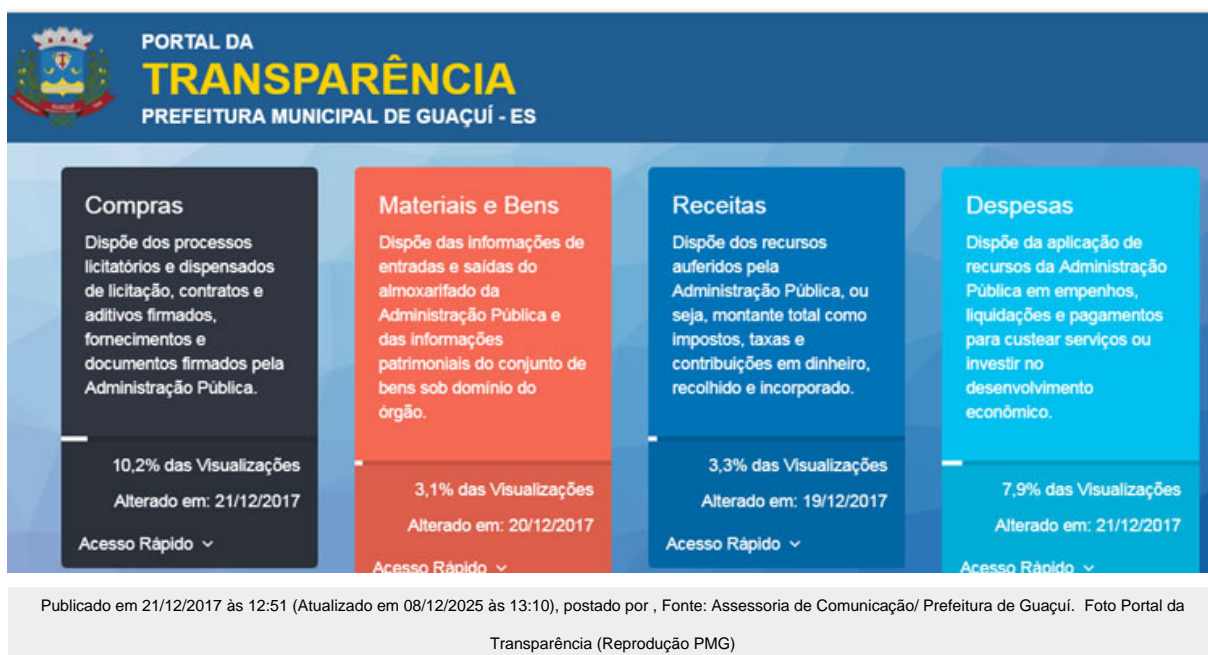 PORTAL DA
TRANSPARÊNCIA
PREFEITURA MUNICIPAL DE GUAÇUÍ - ES
Compras
Dispõe dos processos
licitatórios e dispensados
de licitação, contratos e
aditivos firmados,
fornecimentos e
documentos firmados pela
Administração Pública.
10,2% das Visualizações
Alterado em: 21/12/2017
Acesso Rápido
Materiais e Bens
Dispõe das informações de
entradas e saídas do
almoxarifado da
Administração Pública e
das informações
patrimoniais do conjunto de
bens sob domínio do
órgão.
3,1% das Visualizações
Alterado em: 20/12/2017
Acesso Rápido
Receitas
Dispõe dos recursos
auferidos pela
Administração Pública, ou
seja, montante total como
impostos, taxas e
contribuições em dinheiro,
recolhido e incorporado.
3,3% das Visualizações
Alterado em: 19/12/2017
Acesso Rápido
Despesas
Dispõe da aplicação de
recursos da Administração
Pública em empenhos,
liquidações e pagamentos
para custear serviços ou
investir no
desenvolvimento
econômico.
7,9% das Visualizações
Alterado em: 21/12/2017
Acesso Rápido
Publicado em 21/12/2017 às 12:51 (Atualizado em 08/12/2025 às 13:10), postado por , Fonte: Assessoria de Comunicação/ Prefeitura de Guaçuí. Foto Portal da
Transparência (Reprodução PMG)